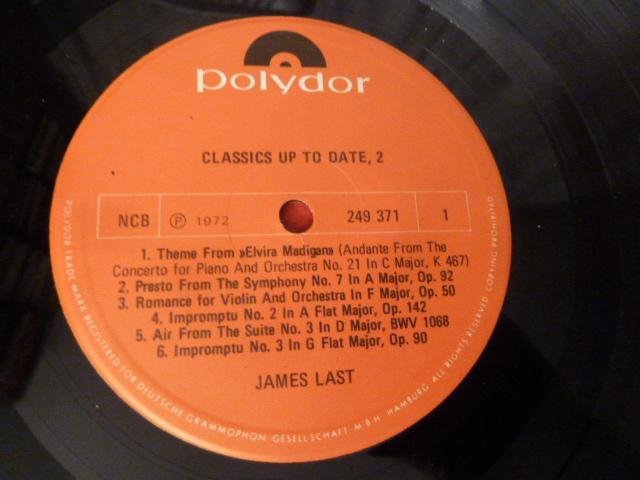 polydor
CLASSICS UP TO DATE, 2
NCB ℗ 1972 249 371 1
1. Theme From »Elvira Madigan« (Andante From The
Concerto for Piano And Orchestra No. 21 In C Major, K 467)
2. Presto From The Symphony No. 7 In A Major, Op. 92
3. Romance for Violin And Orchestra In F Major, Op. 50
4. Impromptu No. 2 In A Flat Major, Op. 142
5. Air From The Suite No. 3 In D Major, BWV 1068
6. Impromptu No. 3 In G Flat Major, Op. 90
JAMES LAST
POLYDOR TRADE MARK REGISTERED FOR DEUTSCHE GRAMMOPHON GESELLSCHAFT M B H. HAMBURG ALL RIGHTS RESERVED COPYING PROHIBITED